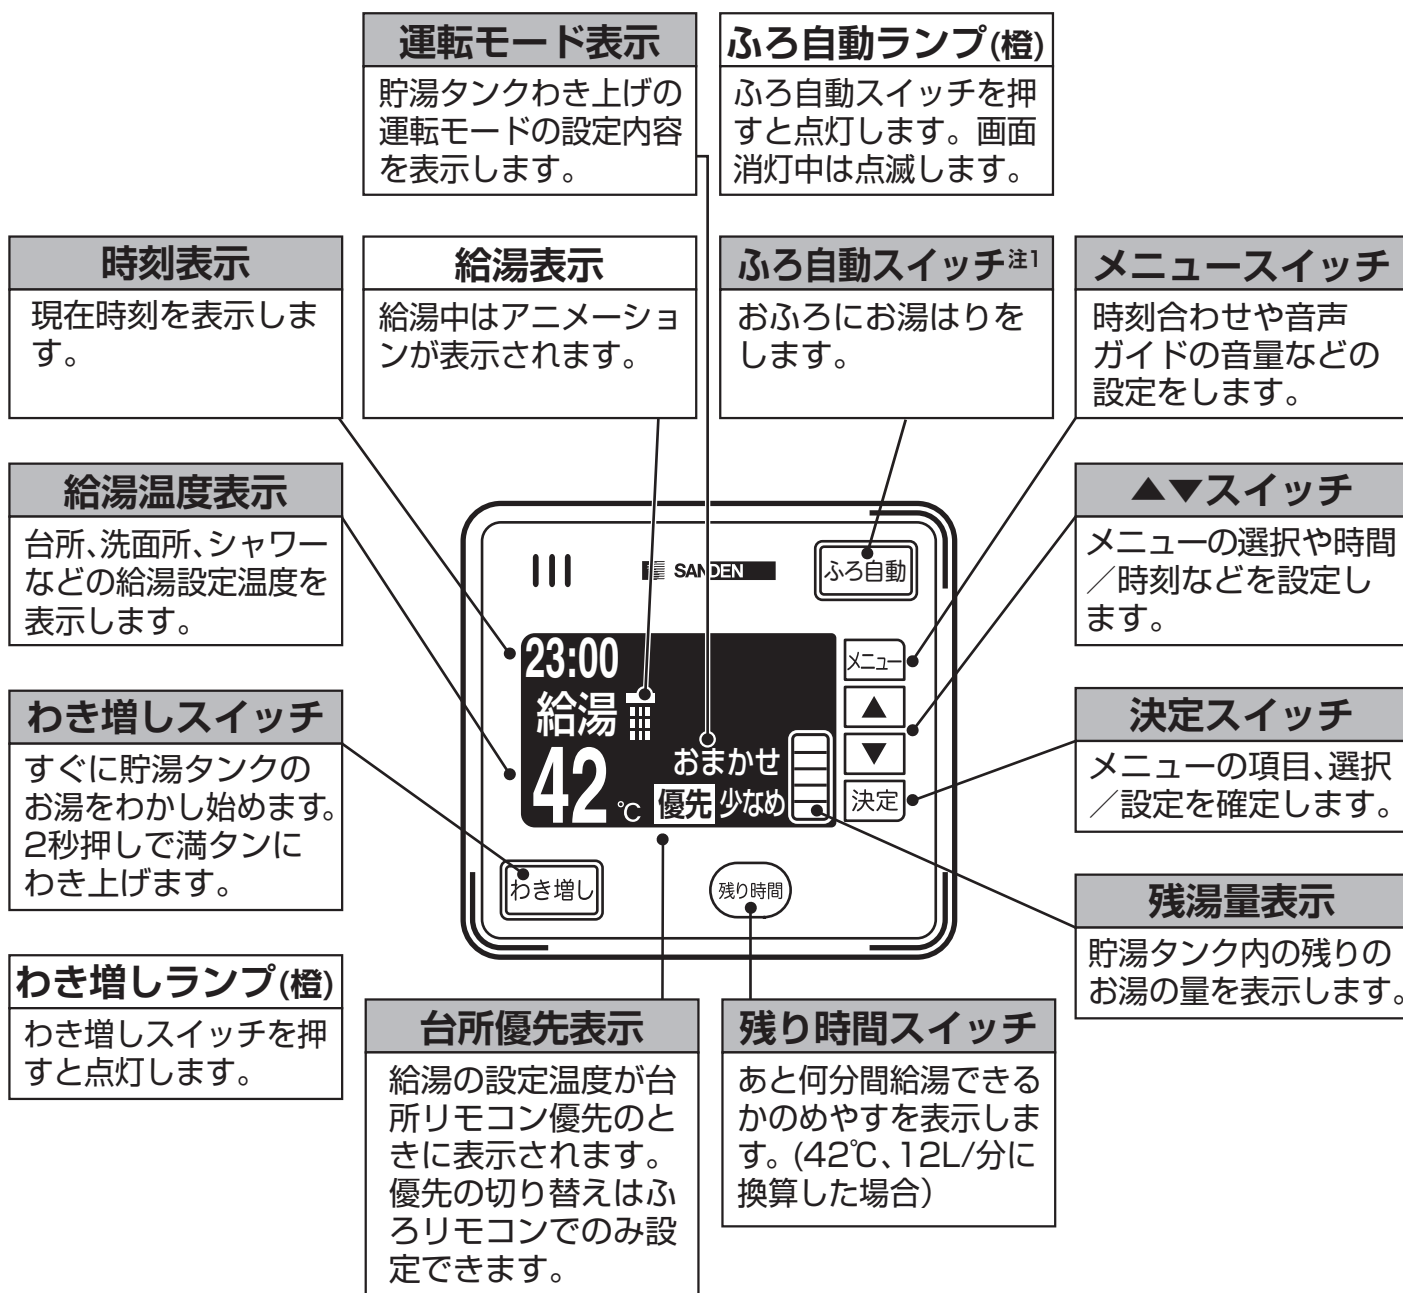 運転モード表示
貯湯タンクわき上げの
運転モードの設定内容
を表示します。
ふろ自動ランプ(橙)
ふろ自動スイッチを押
すと点灯します。画面
消灯中は点滅します。
時刻表示
現在時刻を表示しま
す。
給湯表示
給湯中はアニメーショ
ンが表示されます。
ふろ自動スイッチ注1
おふろにお湯はりを
します。
メニュースイッチ
時刻合わせや音声
ガイドの音量などの
設定をします。
給湯温度表示
台所、洗面所、シャワー
などの給湯設定温度を
表示します。
▲▼スイッチ
メニューの選択や時間
／時刻などを設定し
ます。
SANDEN
ふろ自動
23:00
給湯
42℃
おまかせ
優先 少なめ
メニュー
▲
▼
決定
わき増し
残り時間
わき増しスイッチ
すぐに貯湯タンクの
お湯をわかし始めます。
2秒押しで満タンに
わき上げます。
決定スイッチ
メニューの項目、選択
／設定を確定します。
残湯量表示
貯湯タンク内の残りの
お湯の量を表示します。
わき増しランプ(橙)
わき増しスイッチを押
すと点灯します。
台所優先表示
給湯の設定温度が台
所リモコン優先のと
きに表示されます。
優先の切り替えはふ
ろリモコンでのみ設
定できます。
残り時間スイッチ
あと何分間給湯できる
かのめやすを表示しま
す。(42℃、12L/分に
換算した場合）